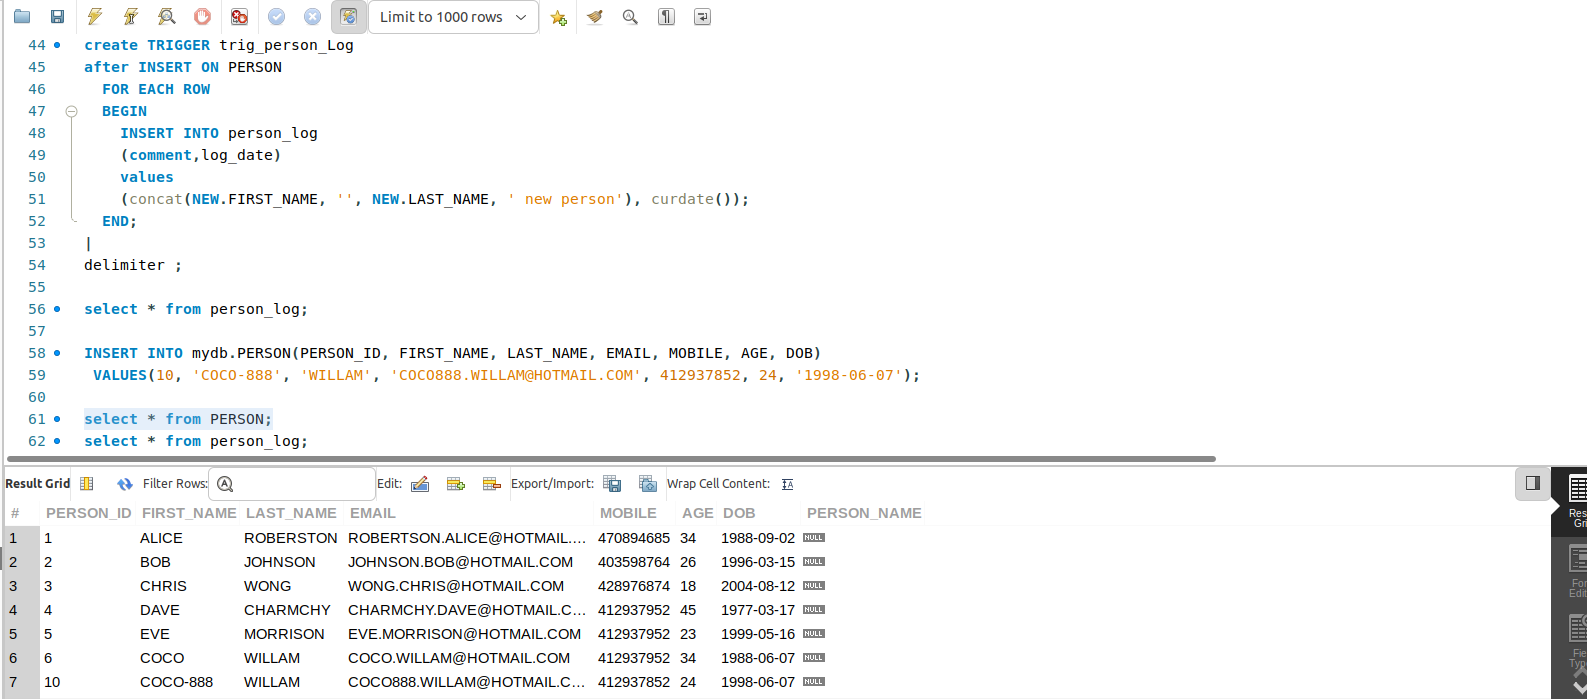 Limit to 1000 rows
44 create TRIGGER trig_person_Log
45 after INSERT ON PERSON
46 FOR EACH ROW
47 BEGIN
48 INSERT INTO person_log
49 (comment,log_date)
50 values
51 (concat(NEW.FIRST_NAME, '', NEW.LAST_NAME, ' new person'), curdate());
52 END;
53 |
54 delimiter ;
55
56 select * from person_log;
57
58 INSERT INTO mydb.PERSON(PERSON_ID, FIRST_NAME, LAST_NAME, EMAIL, MOBILE, AGE, DOB)
59 VALUES(10, 'COCO-888', 'WILLAM', 'COCO888.WILLAM@HOTMAIL.COM', 412937852, 24, '1998-06-07');
60
61 select * from PERSON;
62 select * from person_log;
Result Grid Filter Rows: Edit: Export/Import: Wrap Cell Content:
# PERSON_ID FIRST_NAME LAST_NAME EMAIL MOBILE AGE DOB PERSON_NAME
1 1 ALICE ROBERSTON ROBERTSON.ALICE@HOTMAIL.... 470894685 34 1988-09-02 NULL
2 2 BOB JOHNSON JOHNSON.BOB@HOTMAIL.COM 403598764 26 1996-03-15 NULL
3 3 CHRIS WONG WONG.CHRIS@HOTMAIL.COM 428976874 18 2004-08-12 NULL
4 4 DAVE CHARMCHY CHARMCHY.DAVE@HOTMAIL.C... 412937952 45 1977-03-17 NULL
5 5 EVE MORRISON EVE.MORRISON@HOTMAIL.COM 412937952 23 1999-05-16 NULL
6 6 COCO WILLAM COCO.WILLAM@HOTMAIL.COM 412937952 34 1988-06-07 NULL
7 10 COCO-888 WILLAM COCO888.WILLAM@HOTMAIL.C... 412937852 24 1998-06-07 NULL